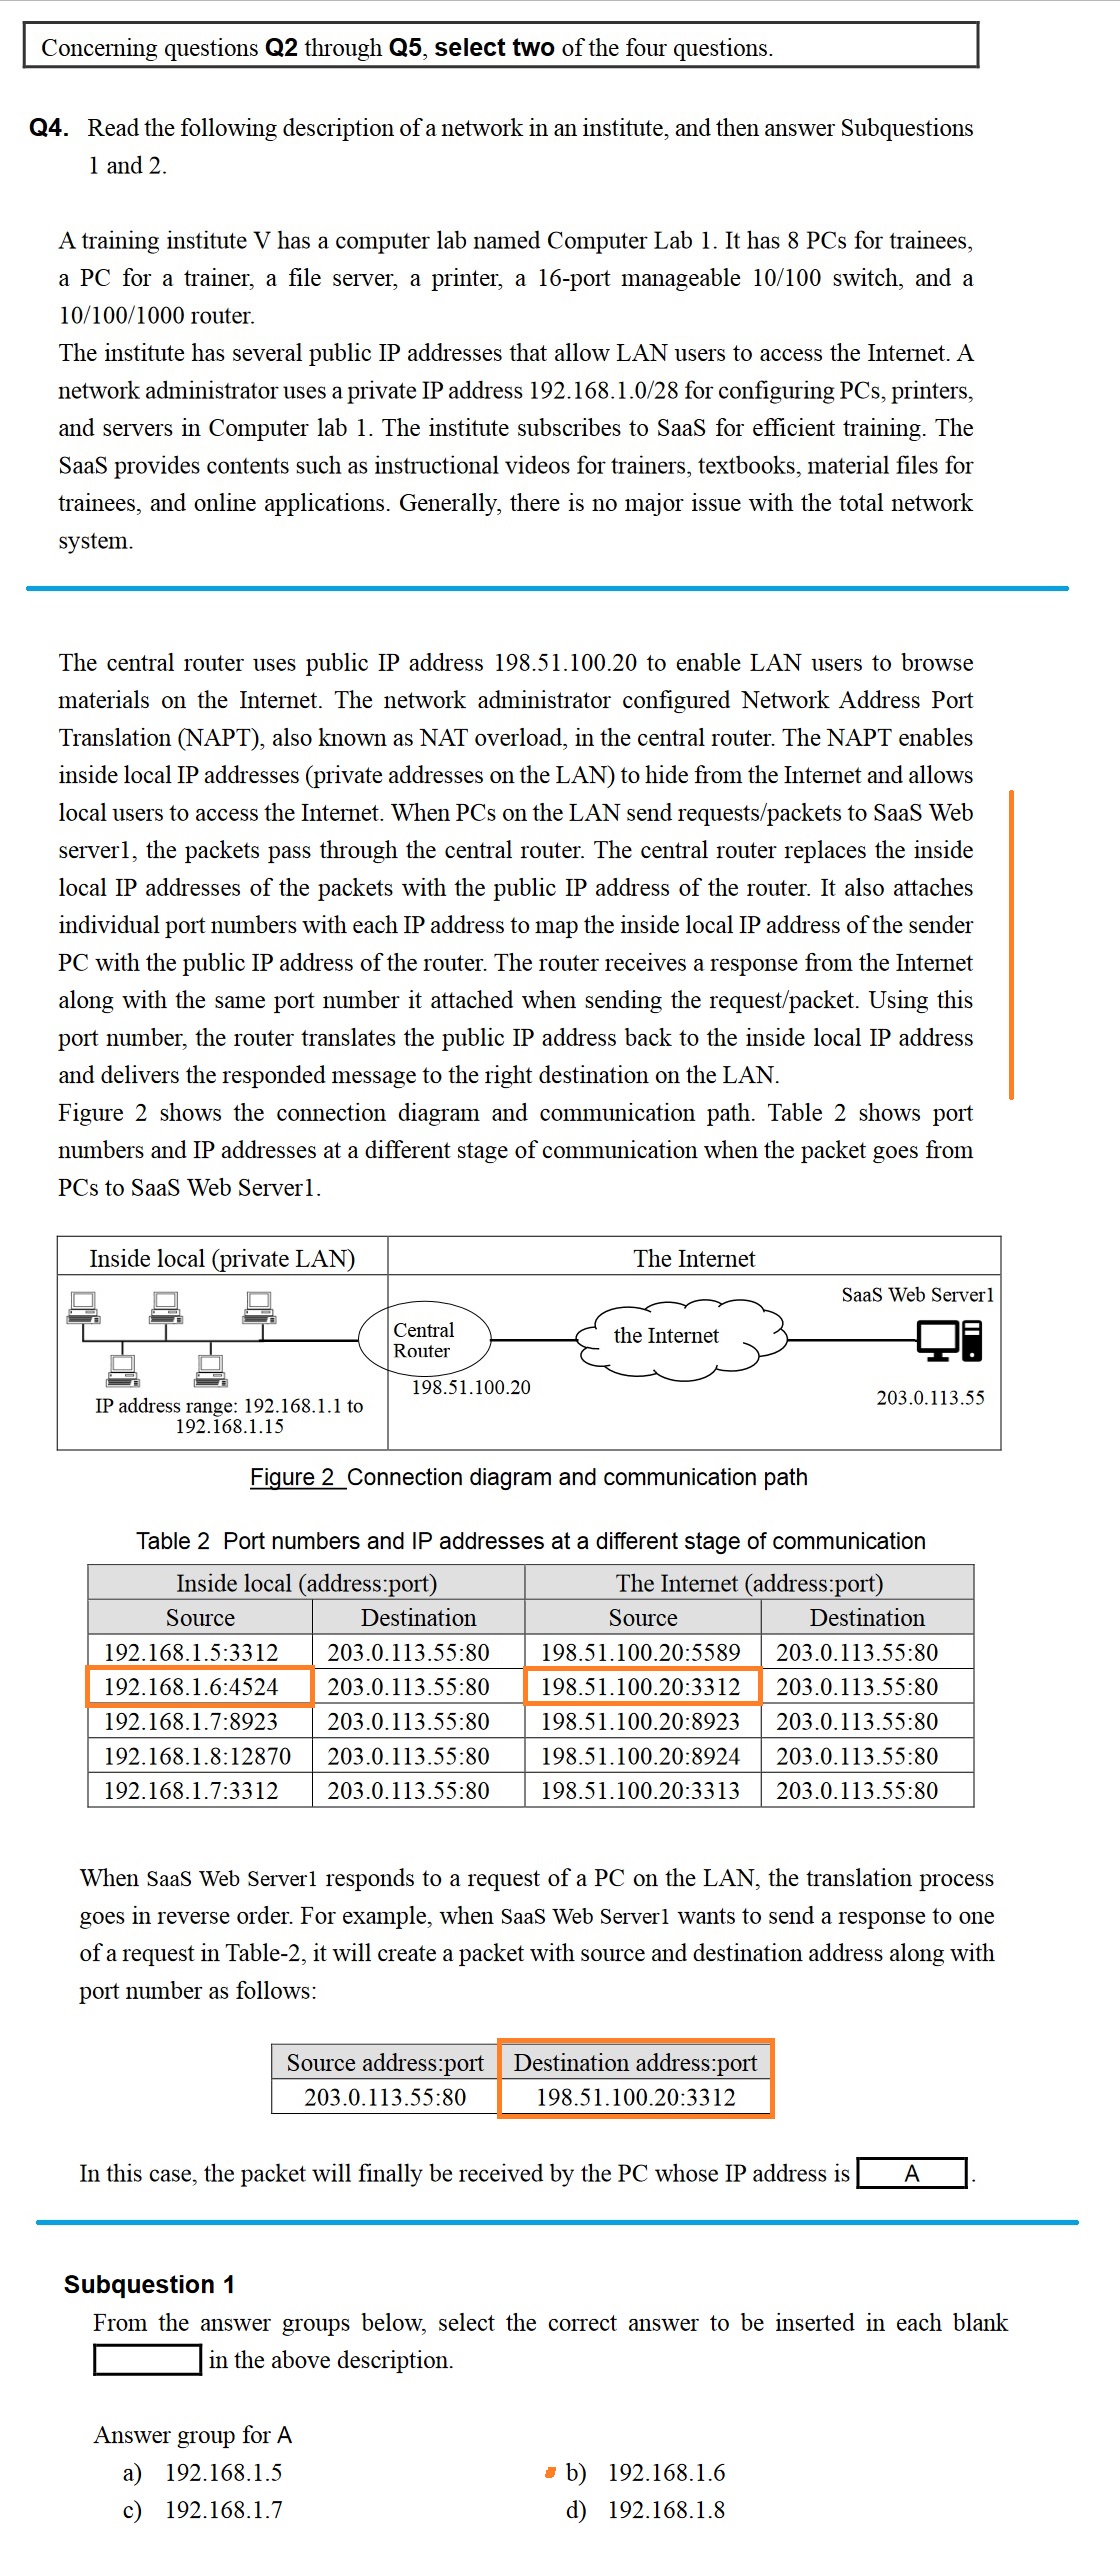 Concerning questions Q2 through Q5, select two of the four questions.
Q4. Read the following description of a network in an institute, and then answer Subquestions
1 and 2.
A training institute V has a computer lab named Computer Lab 1. It has 8 PCs for trainees,
a PC for a trainer, a file server, a printer, a 16-port manageable 10/100 switch, and a
10/100/1000 router.
The institute has several public IP addresses that allow LAN users to access the Internet. A
network administrator uses a private IP address 192.168.1.0/28 for configuring PCs, printers,
and servers in Computer lab 1. The institute subscribes to SaaS for efficient training. The
SaaS provides contents such as instructional videos for trainers, textbooks, material files for
trainees, and online applications. Generally, there is no major issue with the total network
system.
The central router uses public IP address 198.51.100.20 to enable LAN users to browse
materials on the Internet. The network administrator configured Network Address Port
Translation (NAPT), also known as NAT overload, in the central router. The NAPT enables
inside local IP addresses (private addresses on the LAN) to hide from the Internet and allows
local users to access the Internet. When PCs on the LAN send requests/packets to SaaS Web
server1, the packets pass through the central router. The central router replaces the inside
local IP addresses of the packets with the public IP address of the router. It also attaches
individual port numbers with each IP address to map the inside local IP address of the sender
PC with the public IP address of the router. The router receives a response from the Internet
along with the same port number it attached when sending the request/packet. Using this
port number, the router translates the public IP address back to the inside local IP address
and delivers the responded message to the right destination on the LAN.
Figure 2 shows the connection diagram and communication path. Table 2 shows port
numbers and IP addresses at a different stage of communication when the packet goes from
PCs to SaaS Web Server1.
Inside local (private LAN) The Internet
SaaS Web Server1
Central
Router
the Internet
198.51.100.20
203.0.113.55
IP address range: 192.168.1.1 to
192.168.1.15
Figure 2 Connection diagram and communication path
Table 2 Port numbers and IP addresses at a different stage of communication
Inside local (address:port) The Internet (address:port)
Source Destination Source Destination
192.168.1.5:3312 203.0.113.55:80 198.51.100.20:5589 203.0.113.55:80
192.168.1.6:4524 203.0.113.55:80 198.51.100.20:3312 203.0.113.55:80
192.168.1.7:8923 203.0.113.55:80 198.51.100.20:8923 203.0.113.55:80
192.168.1.8:12870 203.0.113.55:80 198.51.100.20:8924 203.0.113.55:80
192.168.1.7:3312 203.0.113.55:80 198.51.100.20:3313 203.0.113.55:80
When SaaS Web Server1 responds to a request of a PC on the LAN, the translation process
goes in reverse order. For example, when SaaS Web Server1 wants to send a response to one
of a request in Table-2, it will create a packet with source and destination address along with
port number as follows:
Source address:port Destination address:port
203.0.113.55:80 198.51.100.20:3312
In this case, the packet will finally be received by the PC whose IP address is A .
Subquestion 1
From the answer groups below, select the correct answer to be inserted in each blank
in the above description.
Answer group for A
a) 192.168.1.5 b) 192.168.1.6
c) 192.168.1.7 d) 192.168.1.8